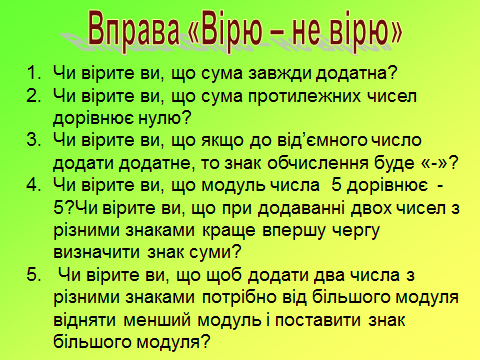 Вправа «Вірю – не вірю»
1. Чи вірите ви, що сума завжди додатна?
2. Чи вірите ви, що сума протилежних чисел
дорівнює нулю?
3. Чи вірите ви, що якщо до від’ємного число
додати додатне, то знак обчислення буде «-»?
4. Чи вірите ви, що модуль числа 5 дорівнює -
5?Чи вірите ви, що при додаванні двох чисел з
різними знаками краще впершу чергу
визначити знак суми?
5. Чи вірите ви, що щоб додати два числа з
різними знаками потрібно від більшого модуля
відняти менший модуль і поставити знак
більшого модуля?